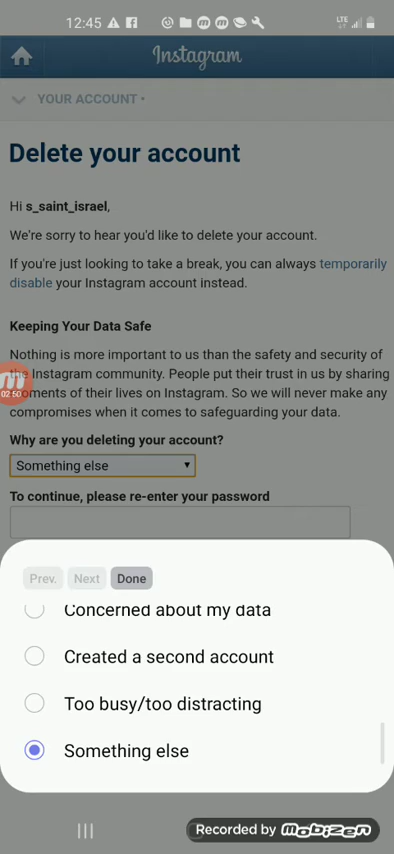 12:45
LTE
Instagram
YOUR ACCOUNT
Delete your account
Hi s_saint_israel,
We're sorry to hear you'd like to delete your account.
If you're just looking to take a break, you can always temporarily
disable your Instagram account instead.
Keeping Your Data Safe
Nothing is more important to us than the safety and security of
the Instagram community. People put their trust in us by sharing
moments of their lives on Instagram. So we will never make any
compromises when it comes to safeguarding your data.
02:50
Why are you deleting your account?
Something else
To continue, please re-enter your password
Prev. Next Done
Concerned about my data
Created a second account
Too busy/too distracting
Something else
Recorded by mobizen